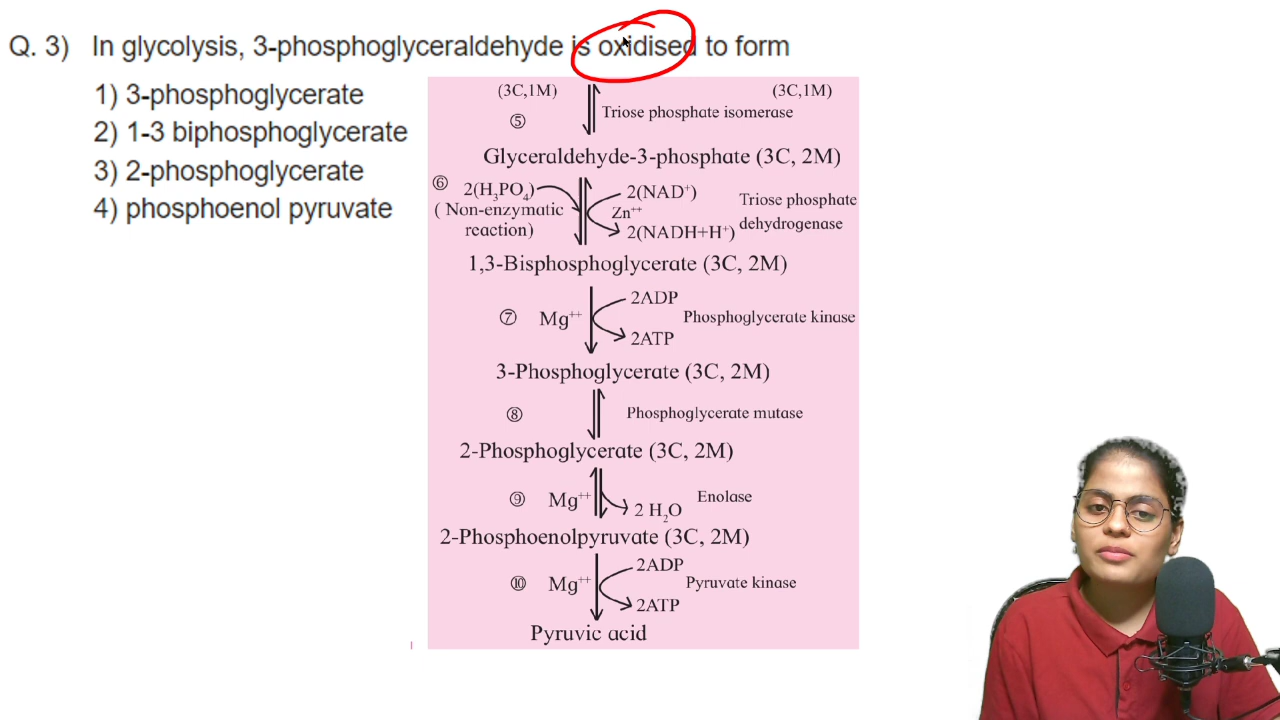 Q. 3) In glycolysis, 3-phosphoglyceraldehyde is oxidised to form
1) 3-phosphoglycerate
2) 1-3 biphosphoglycerate
3) 2-phosphoglycerate
4) phosphoenol pyruvate
(3C,1M) (3C,1M)
⑤ Triose phosphate isomerase
Glyceraldehyde-3-phosphate (3C, 2M)
⑥ 2(H₃PO₄) 2(NAD⁺) Triose phosphate
( Non-enzymatic Zn⁺⁺ dehydrogenase
reaction) 2(NADH+H⁺)
1,3-Bisphosphoglycerate (3C, 2M)
2ADP
⑦ Mg⁺⁺ Phosphoglycerate kinase
2ATP
3-Phosphoglycerate (3C, 2M)
⑧ Phosphoglycerate mutase
2-Phosphoglycerate (3C, 2M)
⑨ Mg⁺⁺ Enolase
2 H₂O
2-Phosphoenolpyruvate (3C, 2M)
2ADP
⑩ Mg⁺⁺ Pyruvate kinase
2ATP
Pyruvic acid